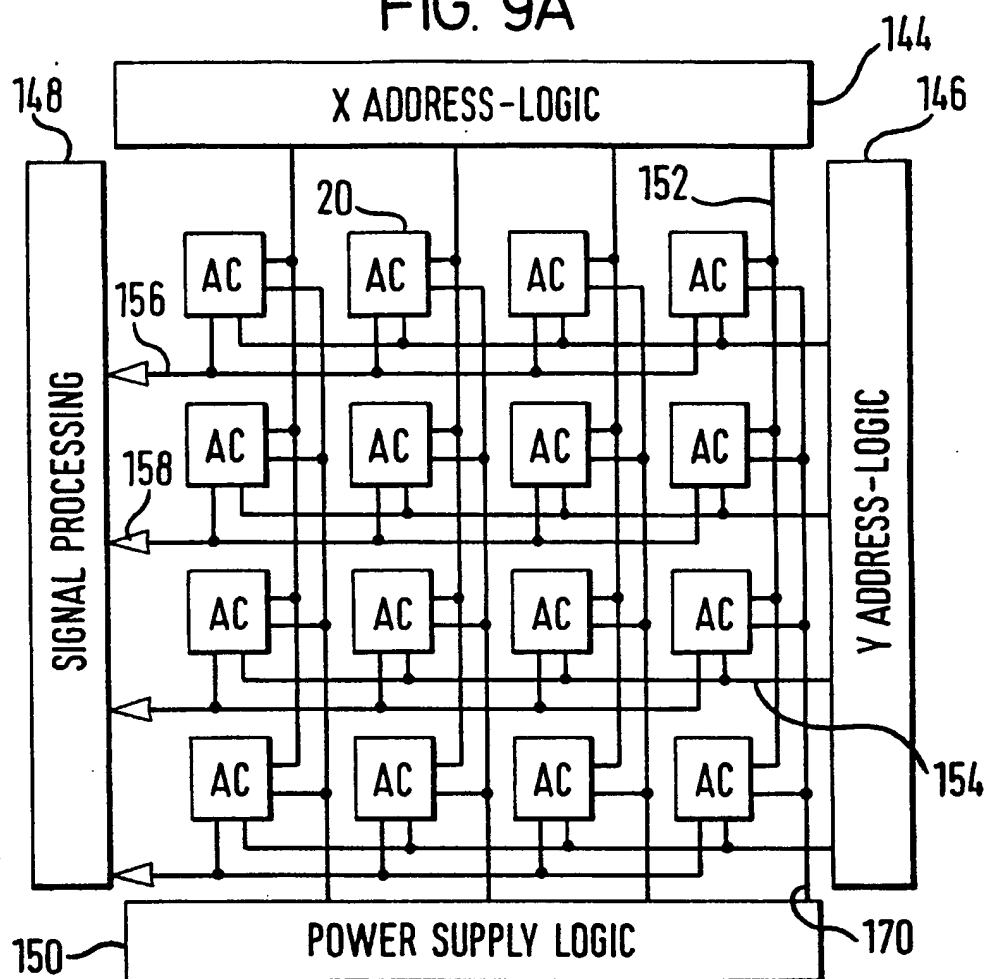 FIG. 9A
144
X ADDRESS-LOGIC
148
146
20
152
AC AC AC AC
156
SIGNAL PROCESSING
Y ADDRESS-LOGIC
AC AC AC AC
158
AC AC AC AC
AC AC AC AC
154
150
POWER SUPPLY LOGIC
170